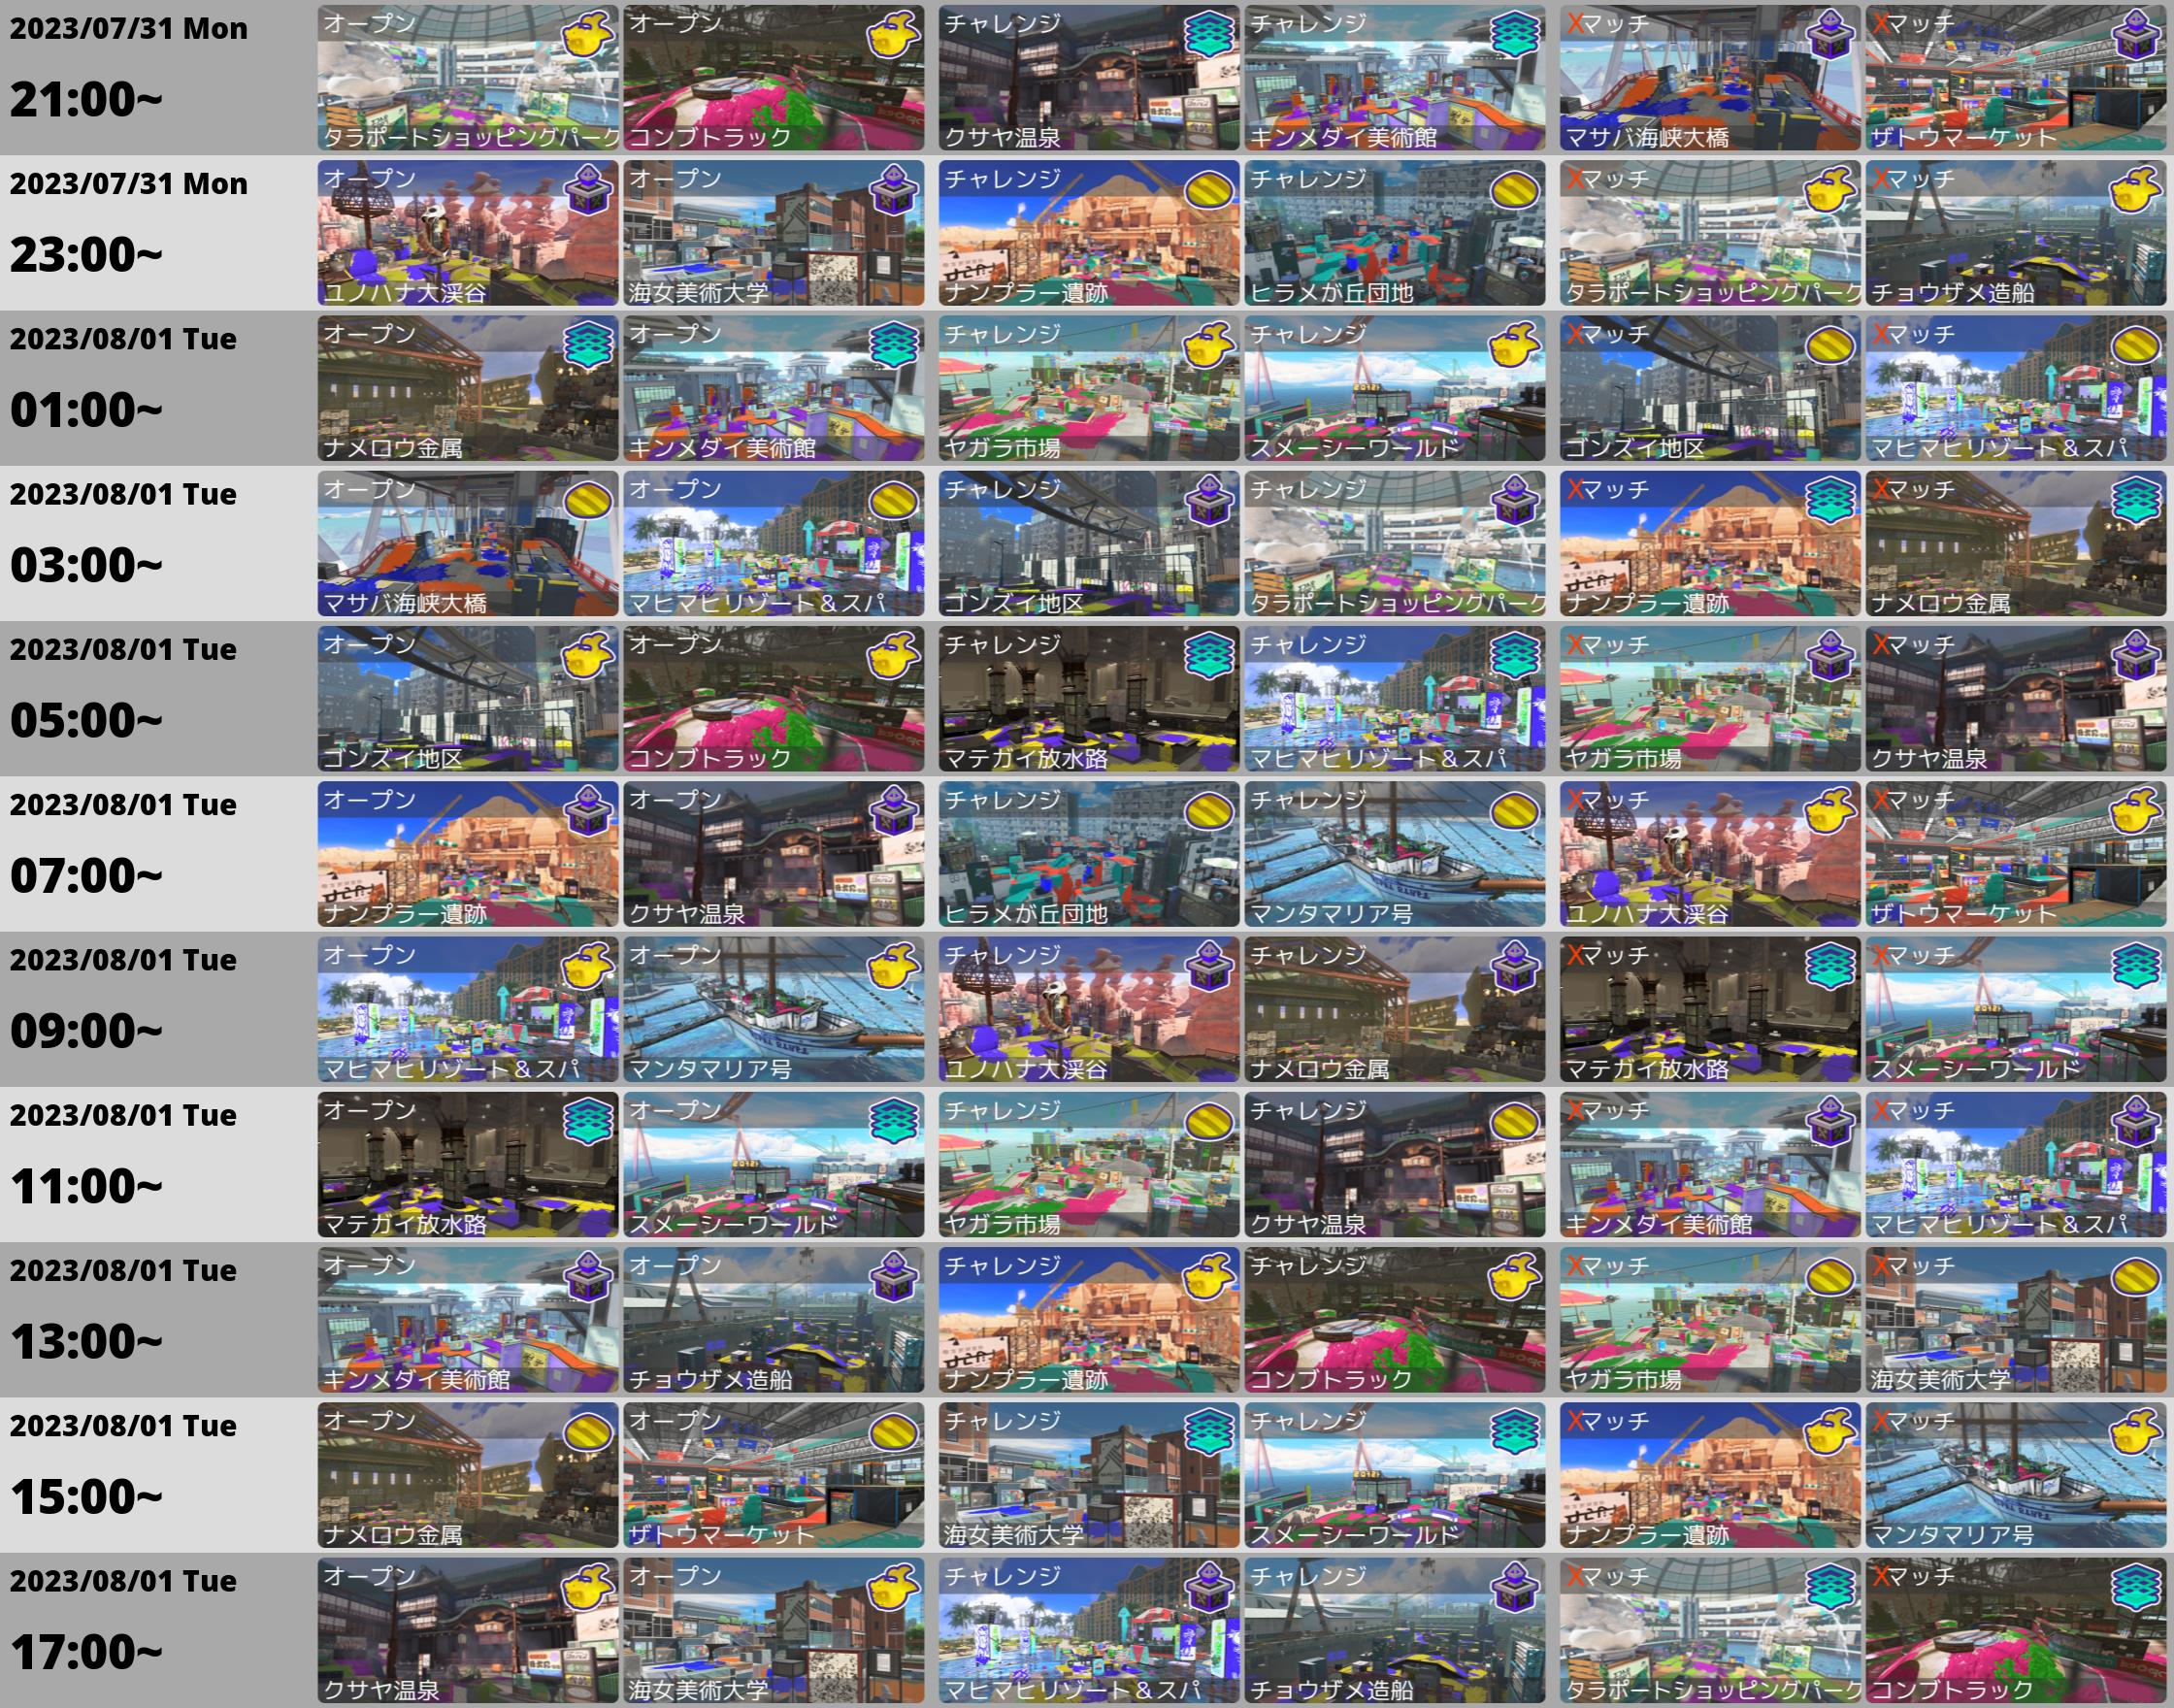 2023/07/31 Mon
21:00~
オープン オープン チャレンジ チャレンジ Xマッチ Xマッチ
タラポートショッピングパーク コンブトラック クサヤ温泉 キンメダイ美術館 マサバ海峡大橋 ザトウマーケット
2023/07/31 Mon
23:00~
オープン オープン チャレンジ チャレンジ Xマッチ Xマッチ
ユノハナ大渓谷 海女美術大学 ナンプラー遺跡 ヒラメが丘団地 タラポートショッピングパーク チョウザメ造船
2023/08/01 Tue
01:00~
オープン オープン チャレンジ チャレンジ Xマッチ Xマッチ
ナメロウ金属 キンメダイ美術館 ヤガラ市場 スメーシーワールド ゴンズイ地区 マヒマヒリゾート＆スパ
2023/08/01 Tue
03:00~
オープン オープン チャレンジ チャレンジ Xマッチ Xマッチ
マサバ海峡大橋 マヒマヒリゾート＆スパ ゴンズイ地区 タラポートショッピングパーク ナンプラー遺跡 ナメロウ金属
2023/08/01 Tue
05:00~
オープン オープン チャレンジ チャレンジ Xマッチ Xマッチ
ゴンズイ地区 コンブトラック マテガイ放水路 マヒマヒリゾート＆スパ ヤガラ市場 クサヤ温泉
2023/08/01 Tue
07:00~
オープン オープン チャレンジ チャレンジ Xマッチ Xマッチ
ナンプラー遺跡 クサヤ温泉 ヒラメが丘団地 マンタマリア号 ユノハナ大渓谷 ザトウマーケット
2023/08/01 Tue
09:00~
オープン オープン チャレンジ チャレンジ Xマッチ Xマッチ
マヒマヒリゾート＆スパ マンタマリア号 ユノハナ大渓谷 ナメロウ金属 マテガイ放水路 スメーシーワールド
2023/08/01 Tue
11:00~
オープン オープン チャレンジ チャレンジ Xマッチ Xマッチ
マテガイ放水路 スメーシーワールド ヤガラ市場 クサヤ温泉 キンメダイ美術館 マヒマヒリゾート＆スパ
2023/08/01 Tue
13:00~
オープン オープン チャレンジ チャレンジ Xマッチ Xマッチ
キンメダイ美術館 チョウザメ造船 ナンプラー遺跡 コンブトラック ヤガラ市場 海女美術大学
2023/08/01 Tue
15:00~
オープン オープン チャレンジ チャレンジ Xマッチ Xマッチ
ナメロウ金属 ザトウマーケット 海女美術大学 スメーシーワールド ナンプラー遺跡 マンタマリア号
2023/08/01 Tue
17:00~
オープン オープン チャレンジ チャレンジ Xマッチ Xマッチ
クサヤ温泉 海女美術大学 マヒマヒリゾート＆スパ チョウザメ造船 タラポートショッピングパーク コンブトラック